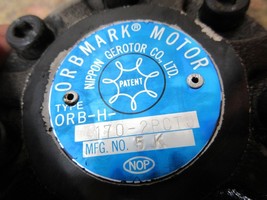 ORBMARK® MOTOR
NIPPON GEROTOR CO., LTD.
PATENT
TYPE
ORB-H-
MFG. NO. 5 K
NOP